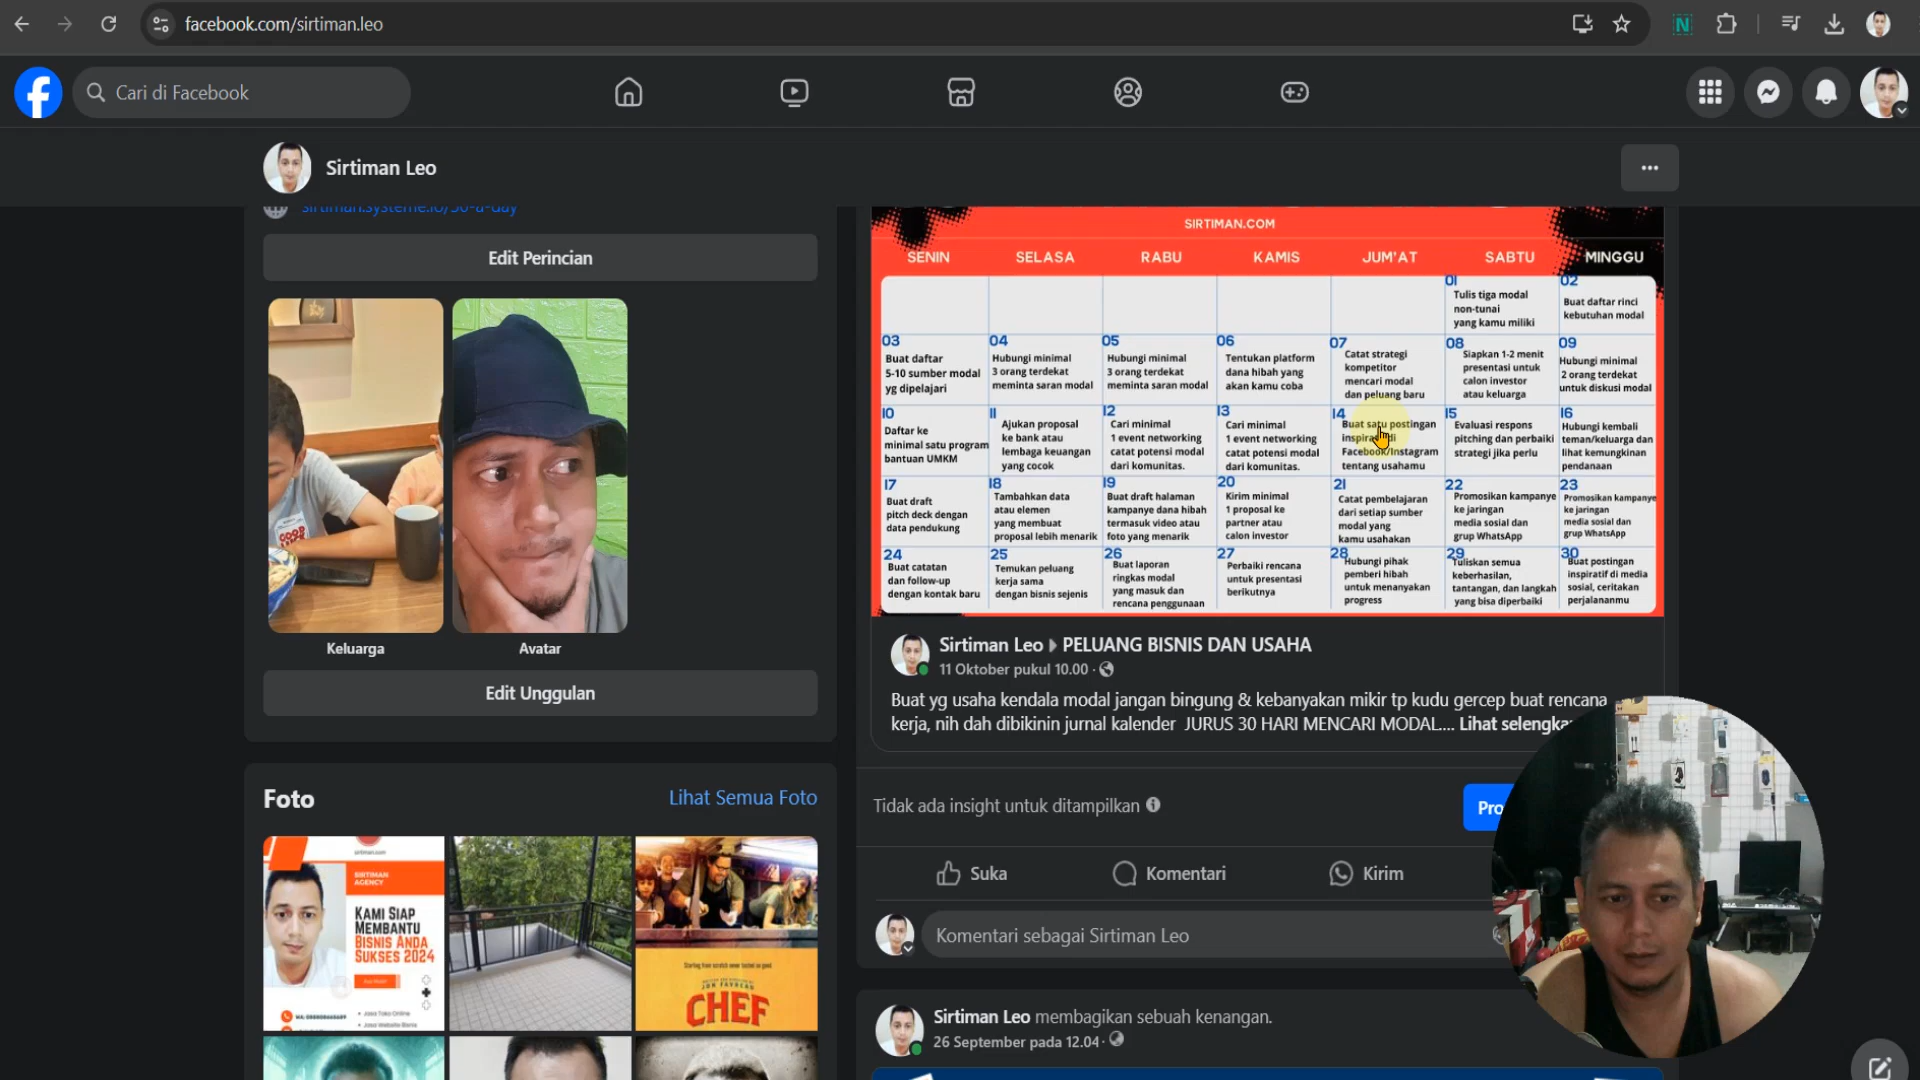 facebook.com/sirtiman.leo
Cari di Facebook
Sirtiman Leo
sirtiman.systeme.io/30-a-day
Edit Perincian
Keluarga
Avatar
Edit Unggulan
Foto
Lihat Semua Foto
SIRTIMAN AGENCY
KAMI SIAP
MEMBANTU
BISNIS ANDA
SUKSES 2024
CHEF
SIRTIMAN.COM
SENIN SELASA RABU KAMIS JUM'AT SABTU MINGGU
01
Tulis tiga modal
non-tunai
yang kamu miliki
02
Buat daftar rinci
kebutuhan modal
03
Buat daftar
5-10 sumber modal
yg dipelajari
04
Hubungi minimal
3 orang terdekat
meminta saran modal
05
Hubungi minimal
3 orang terdekat
meminta saran modal
06
Tentukan platform
dana hibah yang
akan kamu coba
07
Catat strategi
kompetitor
mencari modal
dan peluang baru
08
Siapkan 1-2 menit
presentasi untuk
calon investor
atau keluarga
09
Hubungi minimal
2 orang terdekat
untuk diskusi modal
10
Daftar ke
minimal satu program
bantuan UMKM
11
Ajukan proposal
ke bank atau
lembaga keuangan
yang cocok
12
Cari minimal
1 event networking
catat potensi modal
dari komunitas.
13
Cari minimal
1 event networking
catat potensi modal
dari komunitas.
14
Buat satu postingan
inspiratif di
Facebook/Instagram
tentang usahamu
15
Evaluasi respons
pitching dan perbaiki
strategi jika perlu
16
Hubungi kembali
teman/keluarga dan
lihat kemungkinan
pendanaan
17
Buat draft
pitch deck dengan
data pendukung
18
Tambahkan data
atau elemen
yang membuat
proposal lebih menarik
19
Buat draft halaman
kampanye dana hibah
termasuk video atau
foto yang menarik
20
Kirim minimal
1 proposal ke
partner atau
calon investor
21
Catat pembelajaran
dari setiap sumber
modal yang
kamu usahakan
22
Promosikan kampanye
ke jaringan
media sosial dan
grup WhatsApp
23
Promosikan kampanye
ke jaringan
media sosial dan
grup WhatsApp
24
Buat catatan
dan follow-up
dengan kontak baru
25
Temukan peluang
kerja sama
dengan bisnis sejenis
26
Buat laporan
ringkas modal
yang masuk dan
rencana penggunaan
27
Perbaiki rencana
untuk presentasi
berikutnya
28
Hubungi pihak
pemberi hibah
untuk menanyakan
progress
29
Tuliskan semua
keberhasilan,
tantangan, dan langkah
yang bisa diperbaiki
30
Buat postingan
inspiratif di media
sosial, ceritakan
perjalananmu
Sirtiman Leo PELUANG BISNIS DAN USAHA
11 Oktober pukul 10.00 ·
Buat yg usaha kendala modal jangan bingung & kebanyakan mikir tp kudu gercep buat rencana
kerja, nih dah dibikinin jurnal kalender JURUS 30 HARI MENCARI MODAL.... Lihat selengka
Tidak ada insight untuk ditampilkan
Pro
Suka
Komentari
Kirim
Komentari sebagai Sirtiman Leo
Sirtiman Leo membagikan sebuah kenangan.
26 September pada 12.04 ·